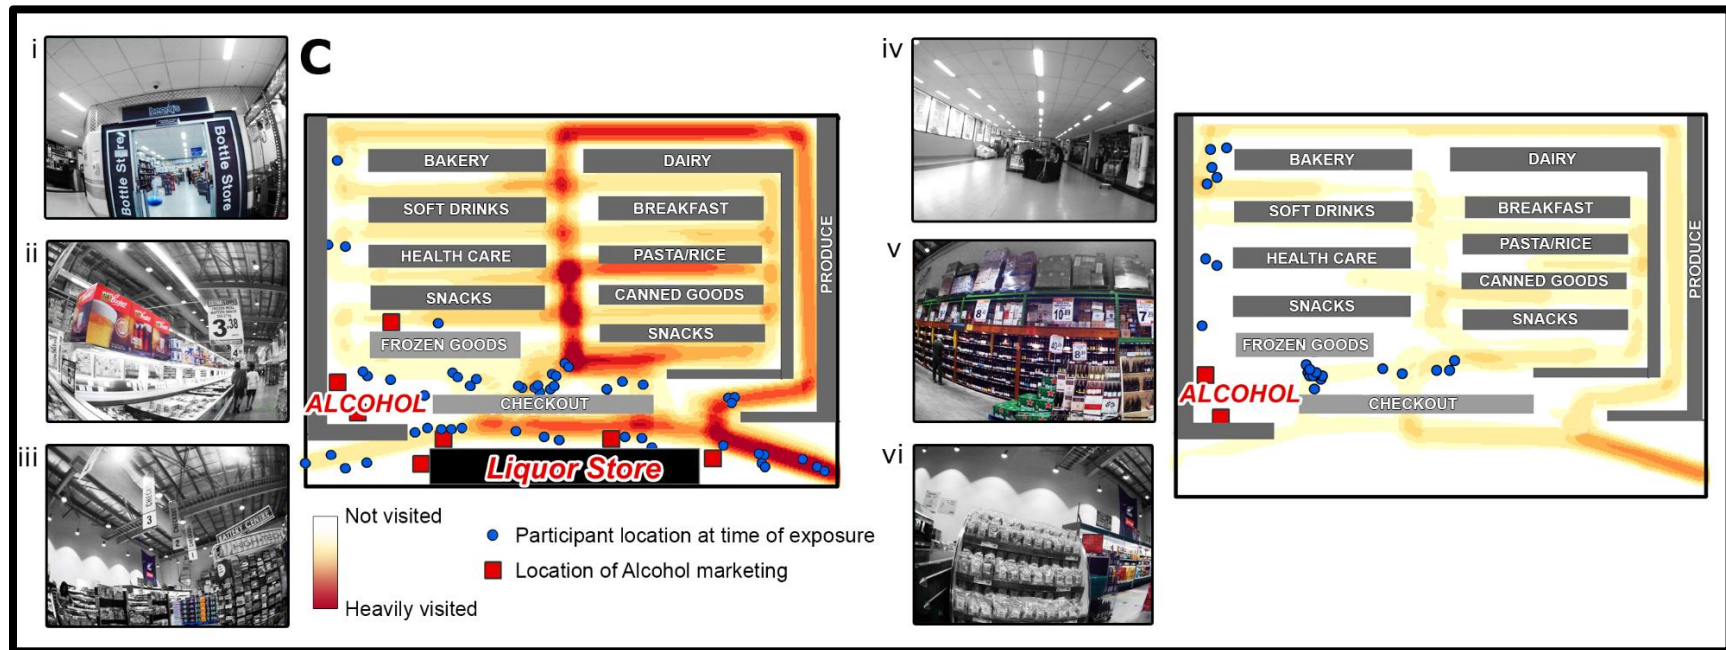 i
C
iv
Bottle Store
Bottle Store
BAKERY
DAIRY
SOFT DRINKS
BREAKFAST
HEALTH CARE
PASTA/RICE
SNACKS
CANNED GOODS
SNACKS
FROZEN GOODS
PRODUCE
ALCOHOL
CHECKOUT
Liquor Store
BAKERY
DAIRY
SOFT DRINKS
BREAKFAST
HEALTH CARE
PASTA/RICE
CANNED GOODS
SNACKS
SNACKS
FROZEN GOODS
PRODUCE
ALCOHOL
CHECKOUT
ii
3.38
v
iii
vi
Not visited
Heavily visited
Participant location at time of exposure
Location of Alcohol marketing